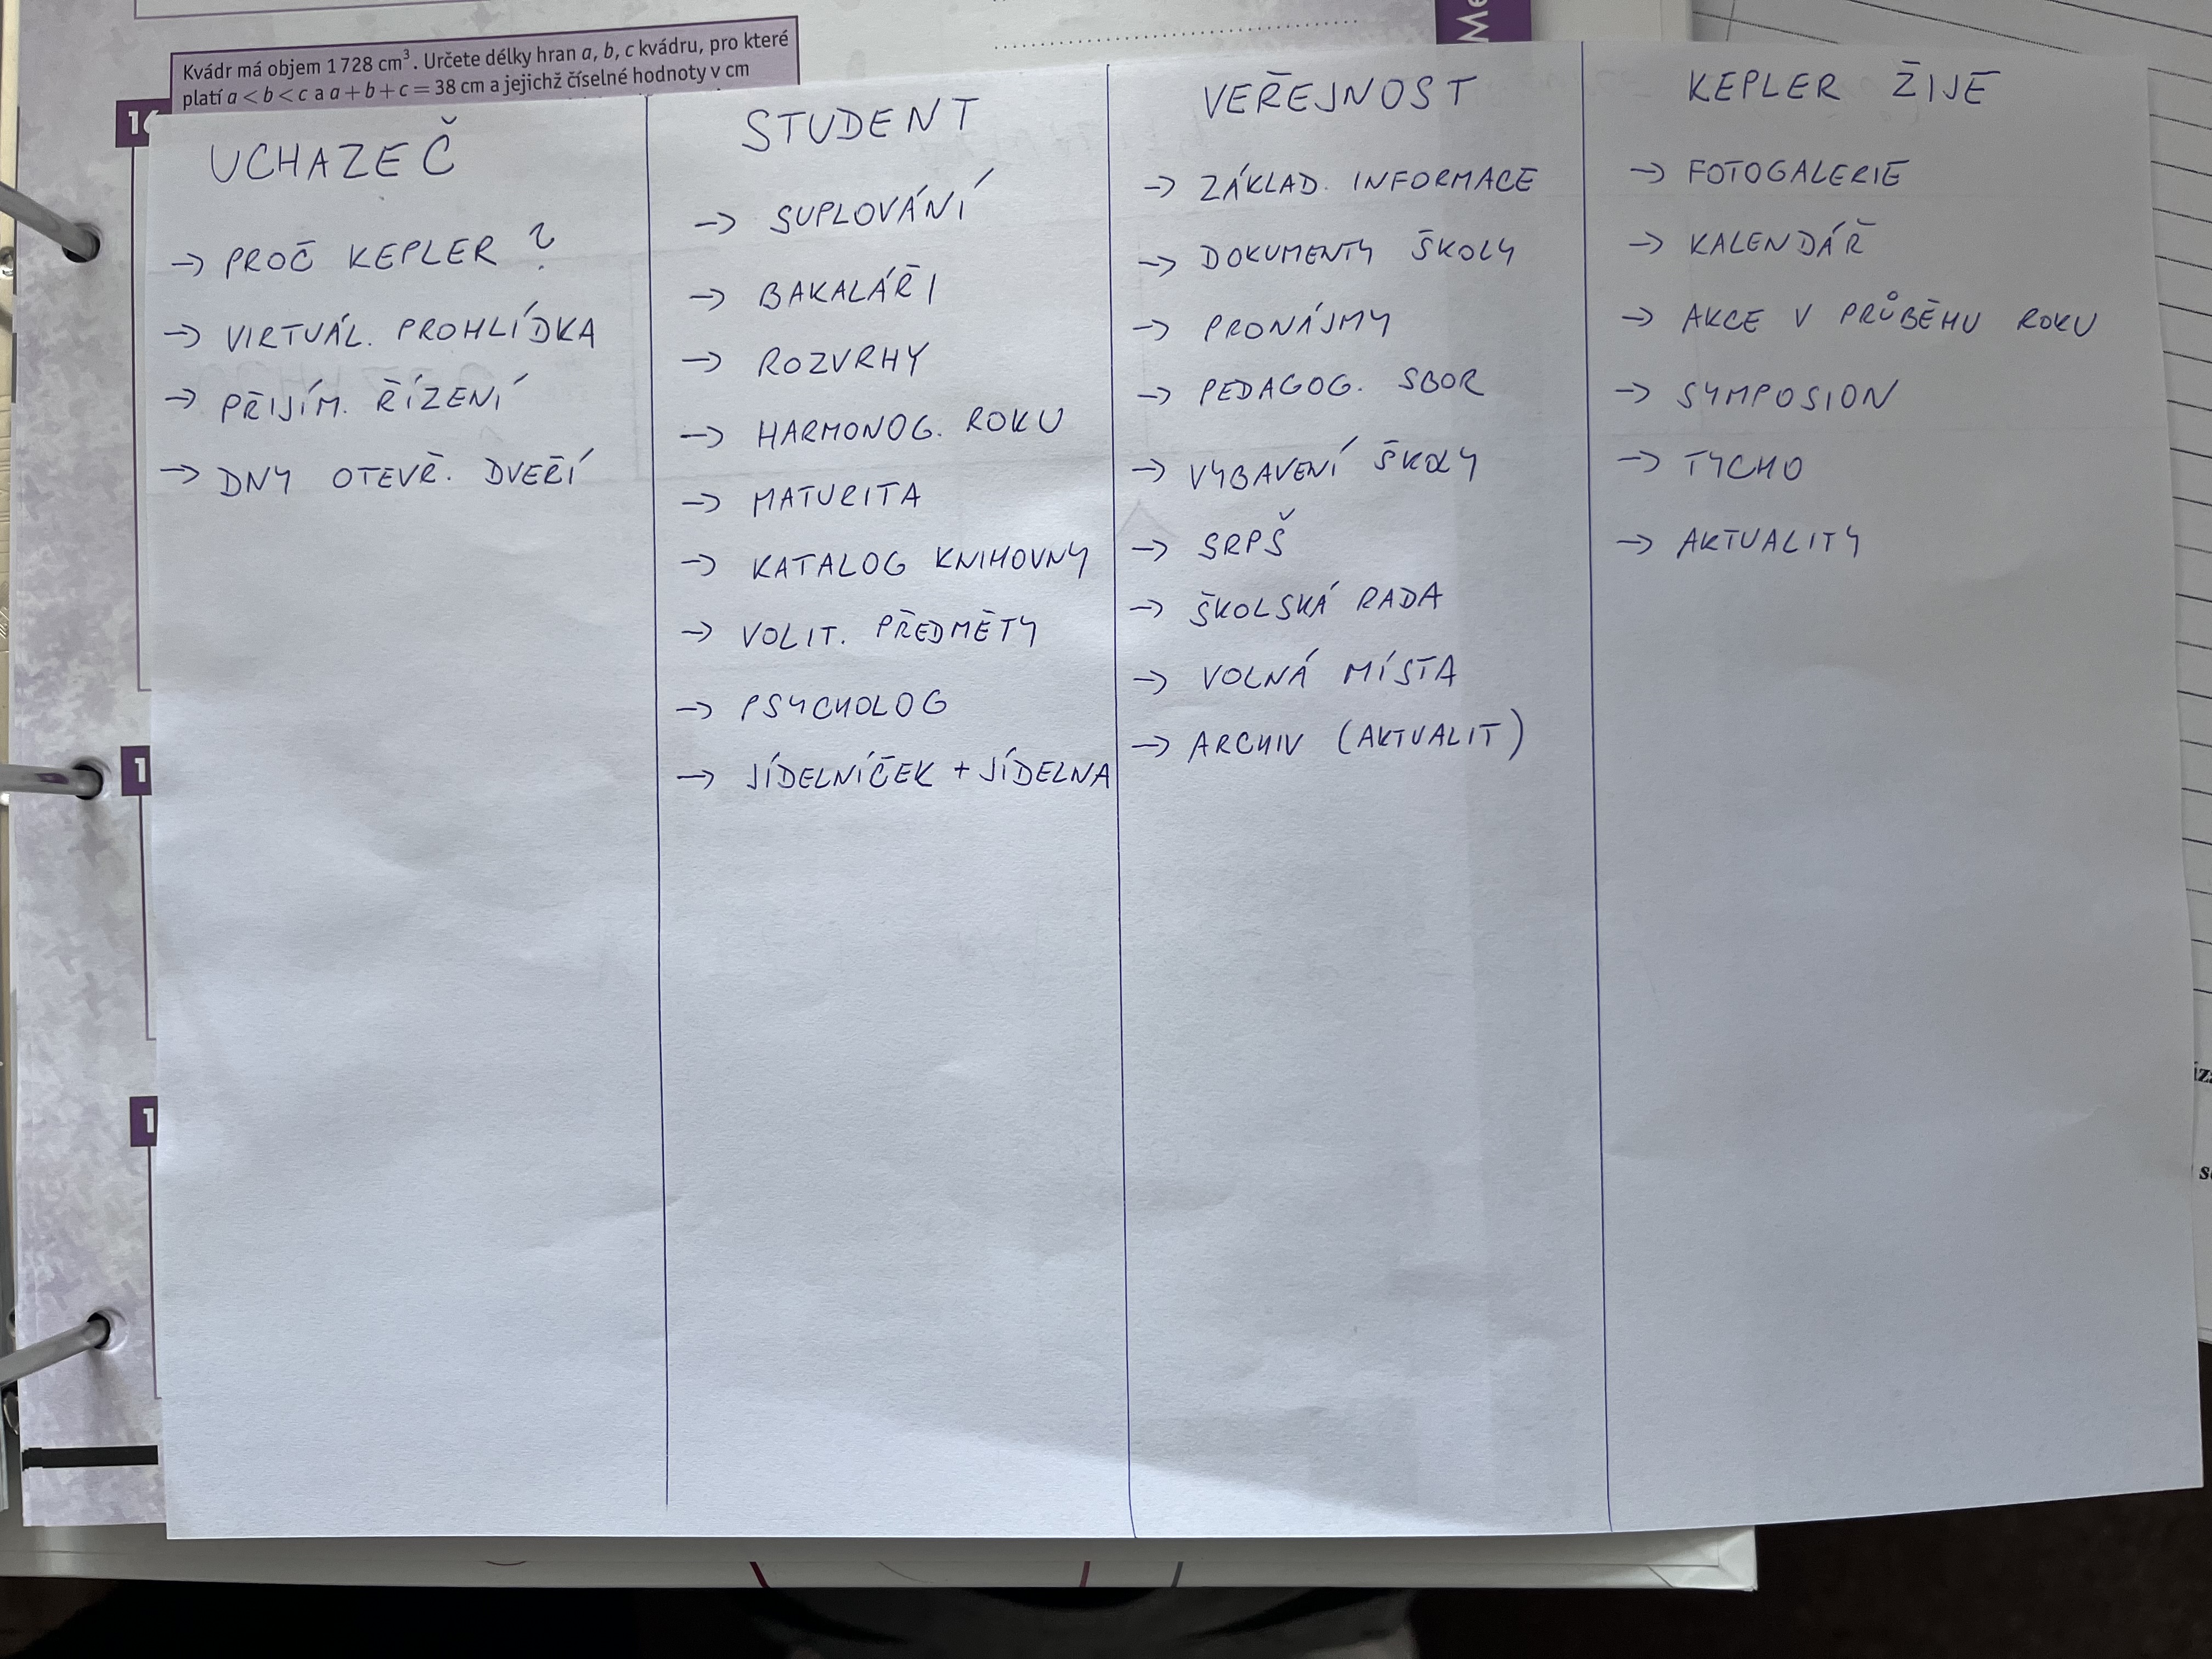 Kvádr má objem 1 728 cm³. Určete délky hran a, b, c kvádru, pro které
platí a < b < c a a + b + c = 38 cm a jejichž číselné hodnoty v cm
UCHAZEČ
→ PROČ KEPLER ?
→ VIRTUÁL. PROHLÍDKA
→ PŘIJÍM. ŘÍZENÍ
→ DNY OTEVŘ. DVEŘÍ
STUDENT
→ SUPLOVÁNÍ
→ BAKALÁŘI
→ ROZVRHY
→ HARMONOG. ROKU
→ MATURITA
→ KATALOG KNIHOVNY
→ VOLIT. PŘEDMĚTY
→ PSYCHOLOG
→ JÍDELNÍČEK + JÍDELNA
VEŘEJNOST
→ ZÁKLAD. INFORMACE
→ DOKUMENTY ŠKOLY
→ PRONÁJMY
→ PEDAGOG. SBOR
→ VYBAVENÍ ŠKOLY
→ SRPŠ
→ ŠKOLSKÁ RADA
→ VOLNÁ MÍSTA
→ ARCHIV (AKTUALIT)
KEPLER ŽIJE
→ FOTOGALERIE
→ KALENDÁŘ
→ AKCE V PRŮBĚHU ROKU
→ SYMPOSION
→ TYCHO
→ AKTUALITY